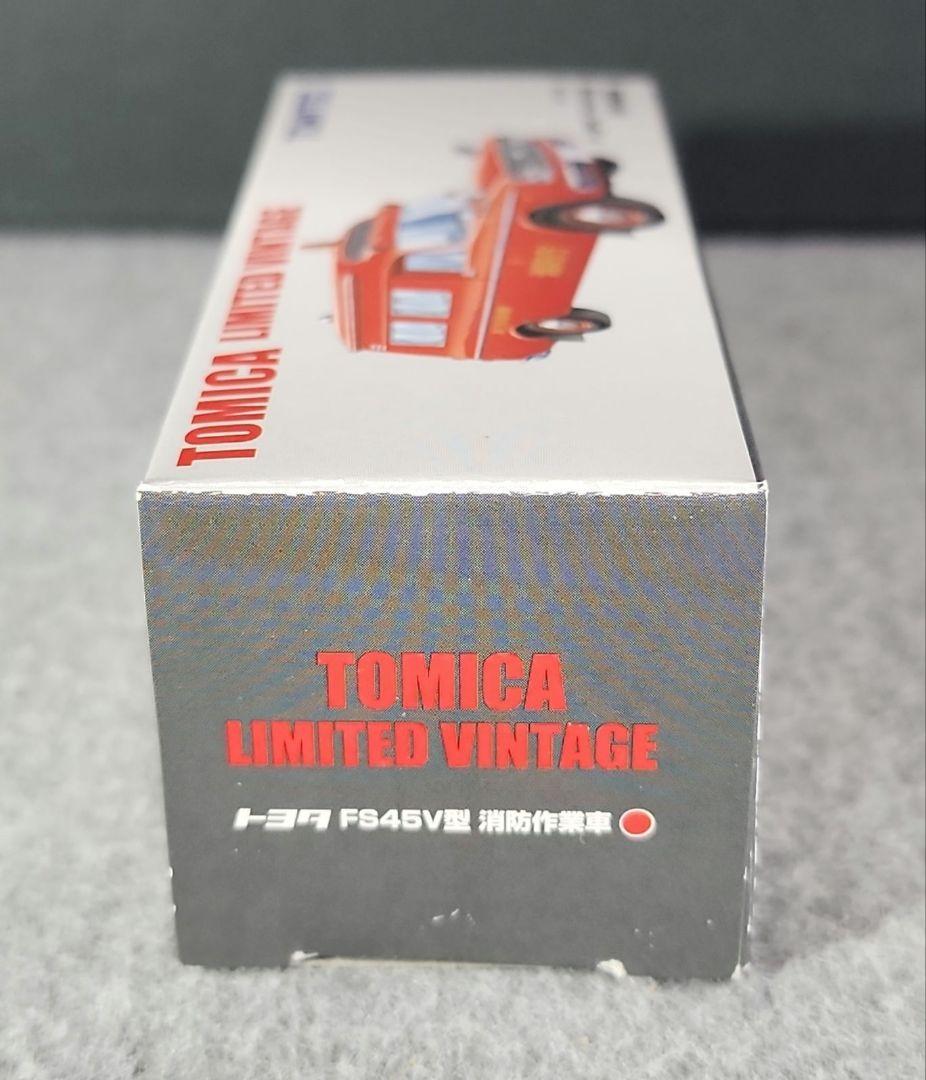 TOMICA LIMITED VINTAGE
TOMICA
LIMITED VINTAGE
トヨタ FS45V型 消防作業車